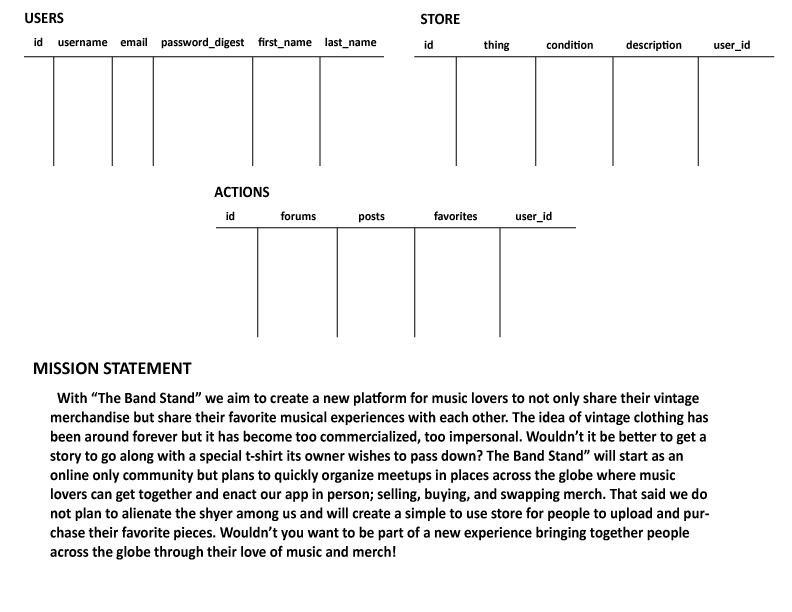 USERS
id username email password_digest first_name last_name
STORE
id thing condition description user_id
ACTIONS
id forums posts favorites user_id
MISSION STATEMENT
With “The Band Stand” we aim to create a new platform for music lovers to not only share their vintage
merchandise but share their favorite musical experiences with each other. The idea of vintage clothing has
been around forever but it has become too commercialized, too impersonal. Wouldn’t it be better to get a
story to go along with a special t-shirt its owner wishes to pass down? The Band Stand” will start as an
online only community but plans to quickly organize meetups in places across the globe where music
lovers can get together and enact our app in person; selling, buying, and swapping merch. That said we do
not plan to alienate the shyer among us and will create a simple to use store for people to upload and pur-
chase their favorite pieces. Wouldn’t you want to be part of a new experience bringing together people
across the globe through their love of music and merch!